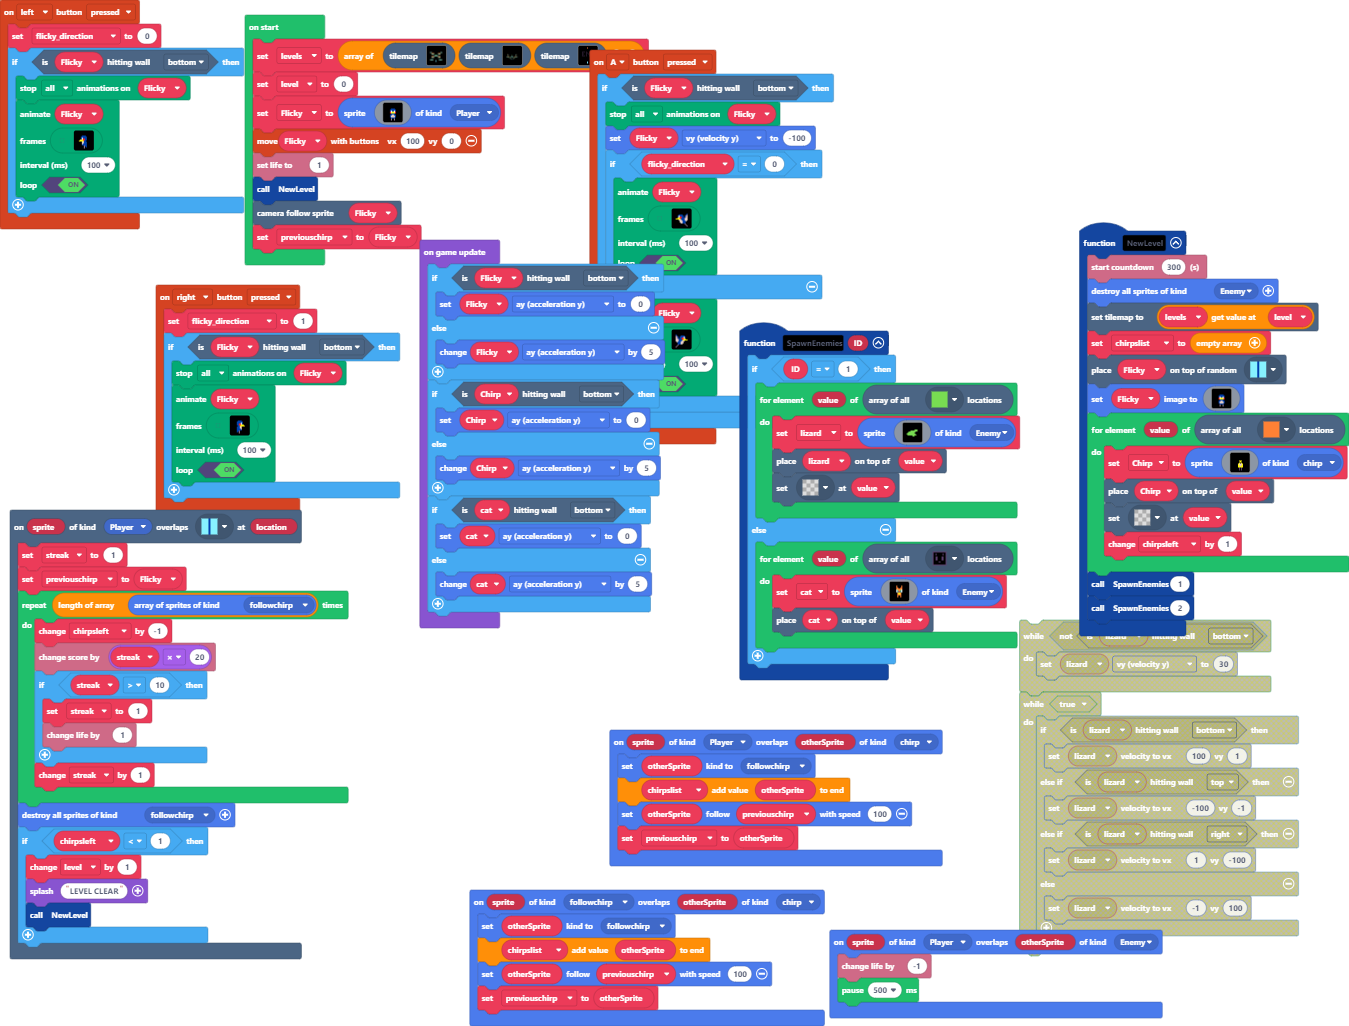 on left button pressed
set flicky_direction to 0
if is Flicky hitting wall bottom then
stop all animations on Flicky
animate Flicky
frames
interval (ms) 100
loop ON
on start
set levels to array of tilemap tilemap tilemap
set level to 0
set Flicky to sprite of kind Player
move Flicky with buttons vx 100 vy 0
set life to 1
call NewLevel
camera follow sprite Flicky
set previouschirp to Flicky
on A button pressed
if is Flicky hitting wall bottom then
stop all animations on Flicky
set Flicky vy (velocity y) to -100
if flicky_direction = 0 then
animate Flicky
frames
interval (ms) 100
loop ON
Flicky
100
ON
on game update
if is Flicky hitting wall bottom then
set Flicky ay (acceleration y) to 0
else
change Flicky ay (acceleration y) by 5
if is Chirp hitting wall bottom then
set Chirp ay (acceleration y) to 0
else
change Chirp ay (acceleration y) by 5
if is cat hitting wall bottom then
set cat ay (acceleration y) to 0
else
change cat ay (acceleration y) by 5
on right button pressed
set flicky_direction to 1
if is Flicky hitting wall bottom then
stop all animations on Flicky
animate Flicky
frames
interval (ms) 100
loop ON
on sprite of kind Player overlaps at location
set streak to 1
set previouschirp to Flicky
repeat length of array array of sprites of kind followchirp times
do
change chirpsleft by -1
change score by streak × 20
if streak > 10 then
set streak to 1
change life by 1
change streak by 1
destroy all sprites of kind followchirp
if chirpsleft < 1 then
change level by 1
splash "LEVEL CLEAR"
call NewLevel
function SpawnEnemies ID
if ID = 1 then
for element value of array of all locations
do
set lizard to sprite of kind Enemy
place lizard on top of value
set at value
else
for element value of array of all locations
do
set cat to sprite of kind Enemy
place cat on top of value
function NewLevel
start countdown 300 (s)
destroy all sprites of kind Enemy
set tilemap to levels get value at level
set chirpslist to empty array
place Flicky on top of random
set Flicky image to
for element value of array of all locations
do
set Chirp to sprite of kind chirp
place Chirp on top of value
set at value
change chirpsleft by 1
call SpawnEnemies 1
call SpawnEnemies 2
while not is lizard hitting wall bottom
do
set lizard vy (velocity y) to 30
while true
do
if is lizard hitting wall bottom then
set lizard velocity to vx 100 vy 1
else if is lizard hitting wall top then
set lizard velocity to vx -100 vy -1
else if is lizard hitting wall right then
set lizard velocity to vx 1 vy -100
else
set lizard velocity to vx -1 vy 100
on sprite of kind Player overlaps otherSprite of kind chirp
set otherSprite kind to followchirp
chirpslist add value otherSprite to end
set otherSprite follow previouschirp with speed 100
set previouschirp to otherSprite
on sprite of kind followchirp overlaps otherSprite of kind chirp
set otherSprite kind to followchirp
chirpslist add value otherSprite to end
set otherSprite follow previouschirp with speed 100
set previouschirp to otherSprite
on sprite of kind Player overlaps otherSprite of kind Enemy
change life by -1
pause 500 ms